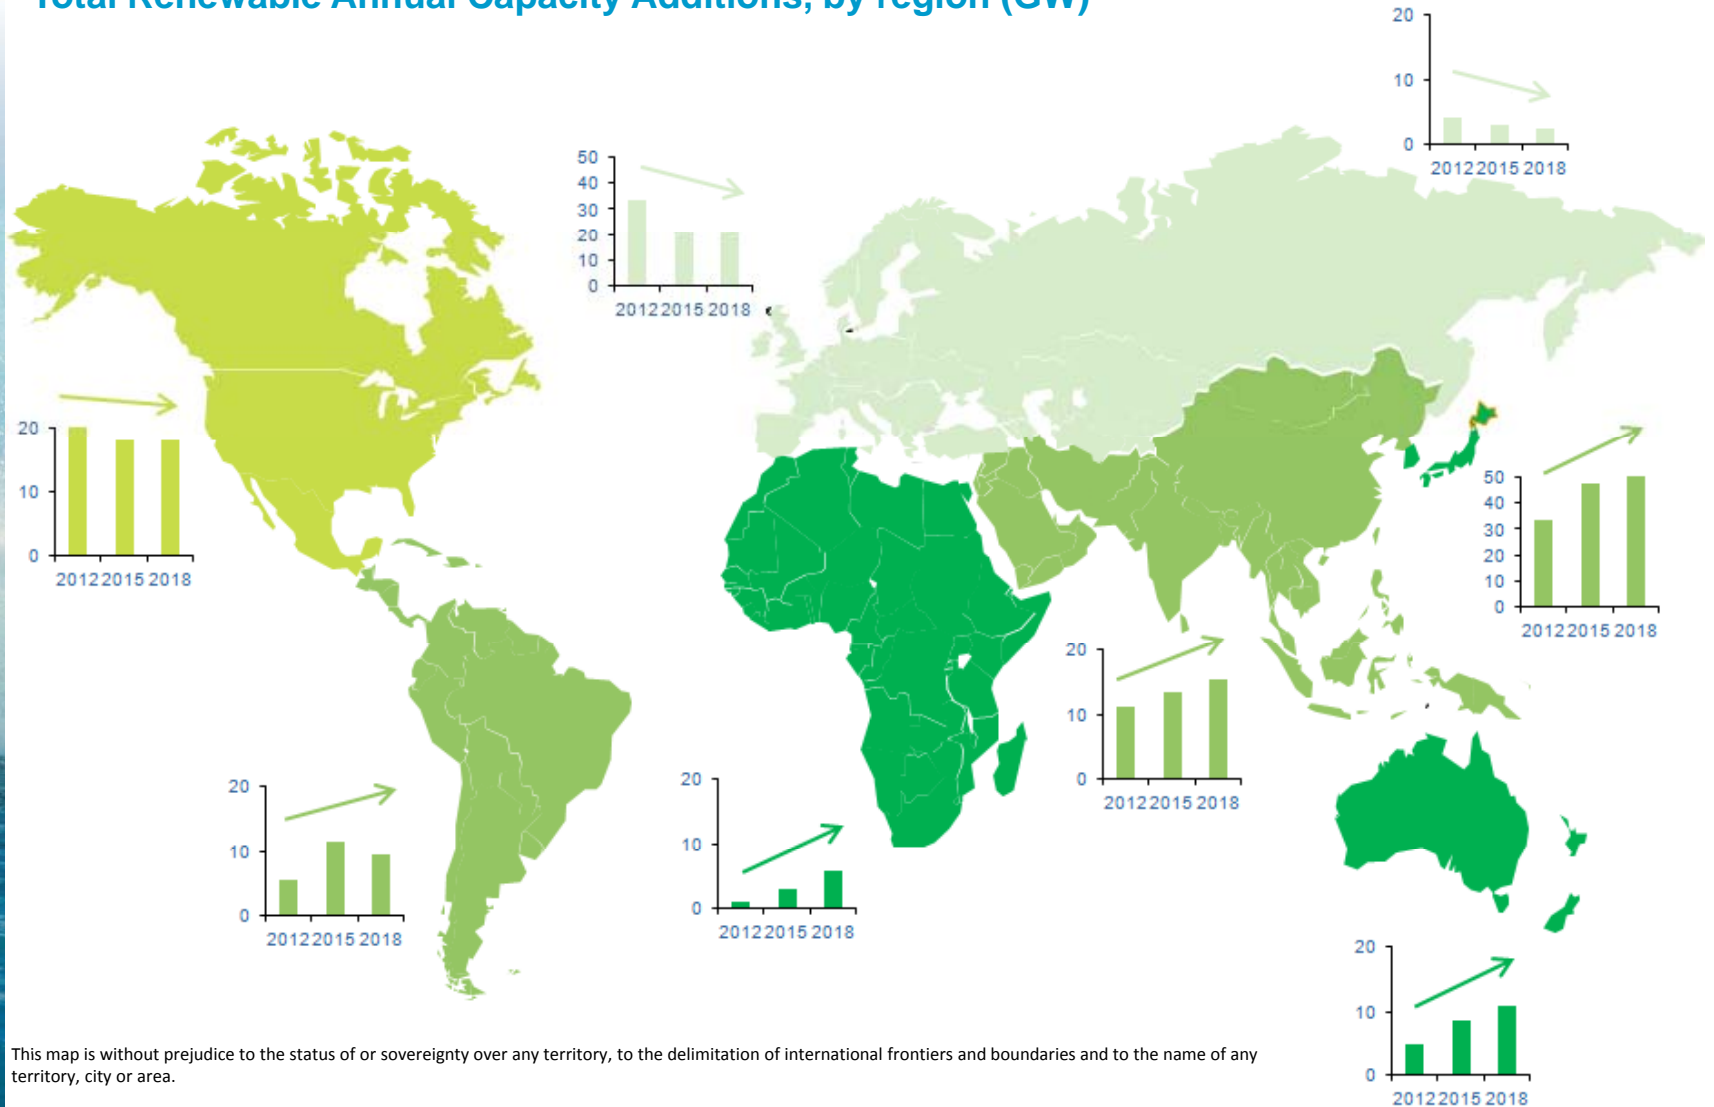 Total Renewable Annual Capacity Additions, by region (GW)
20
10
0
2012 2015 2018
50
40
30
20
10
0
2012 2015 2018
20
10
0
2012 2015 2018
50
40
30
20
10
0
2012 2015 2018
20
10
0
2012 2015 2018
20
10
0
2012 2015 2018
20
10
0
2012 2015 2018
20
10
0
2012 2015 2018
This map is without prejudice to the status of or sovereignty over any territory, to the delimitation of international frontiers and boundaries and to the name of any
territory, city or area.